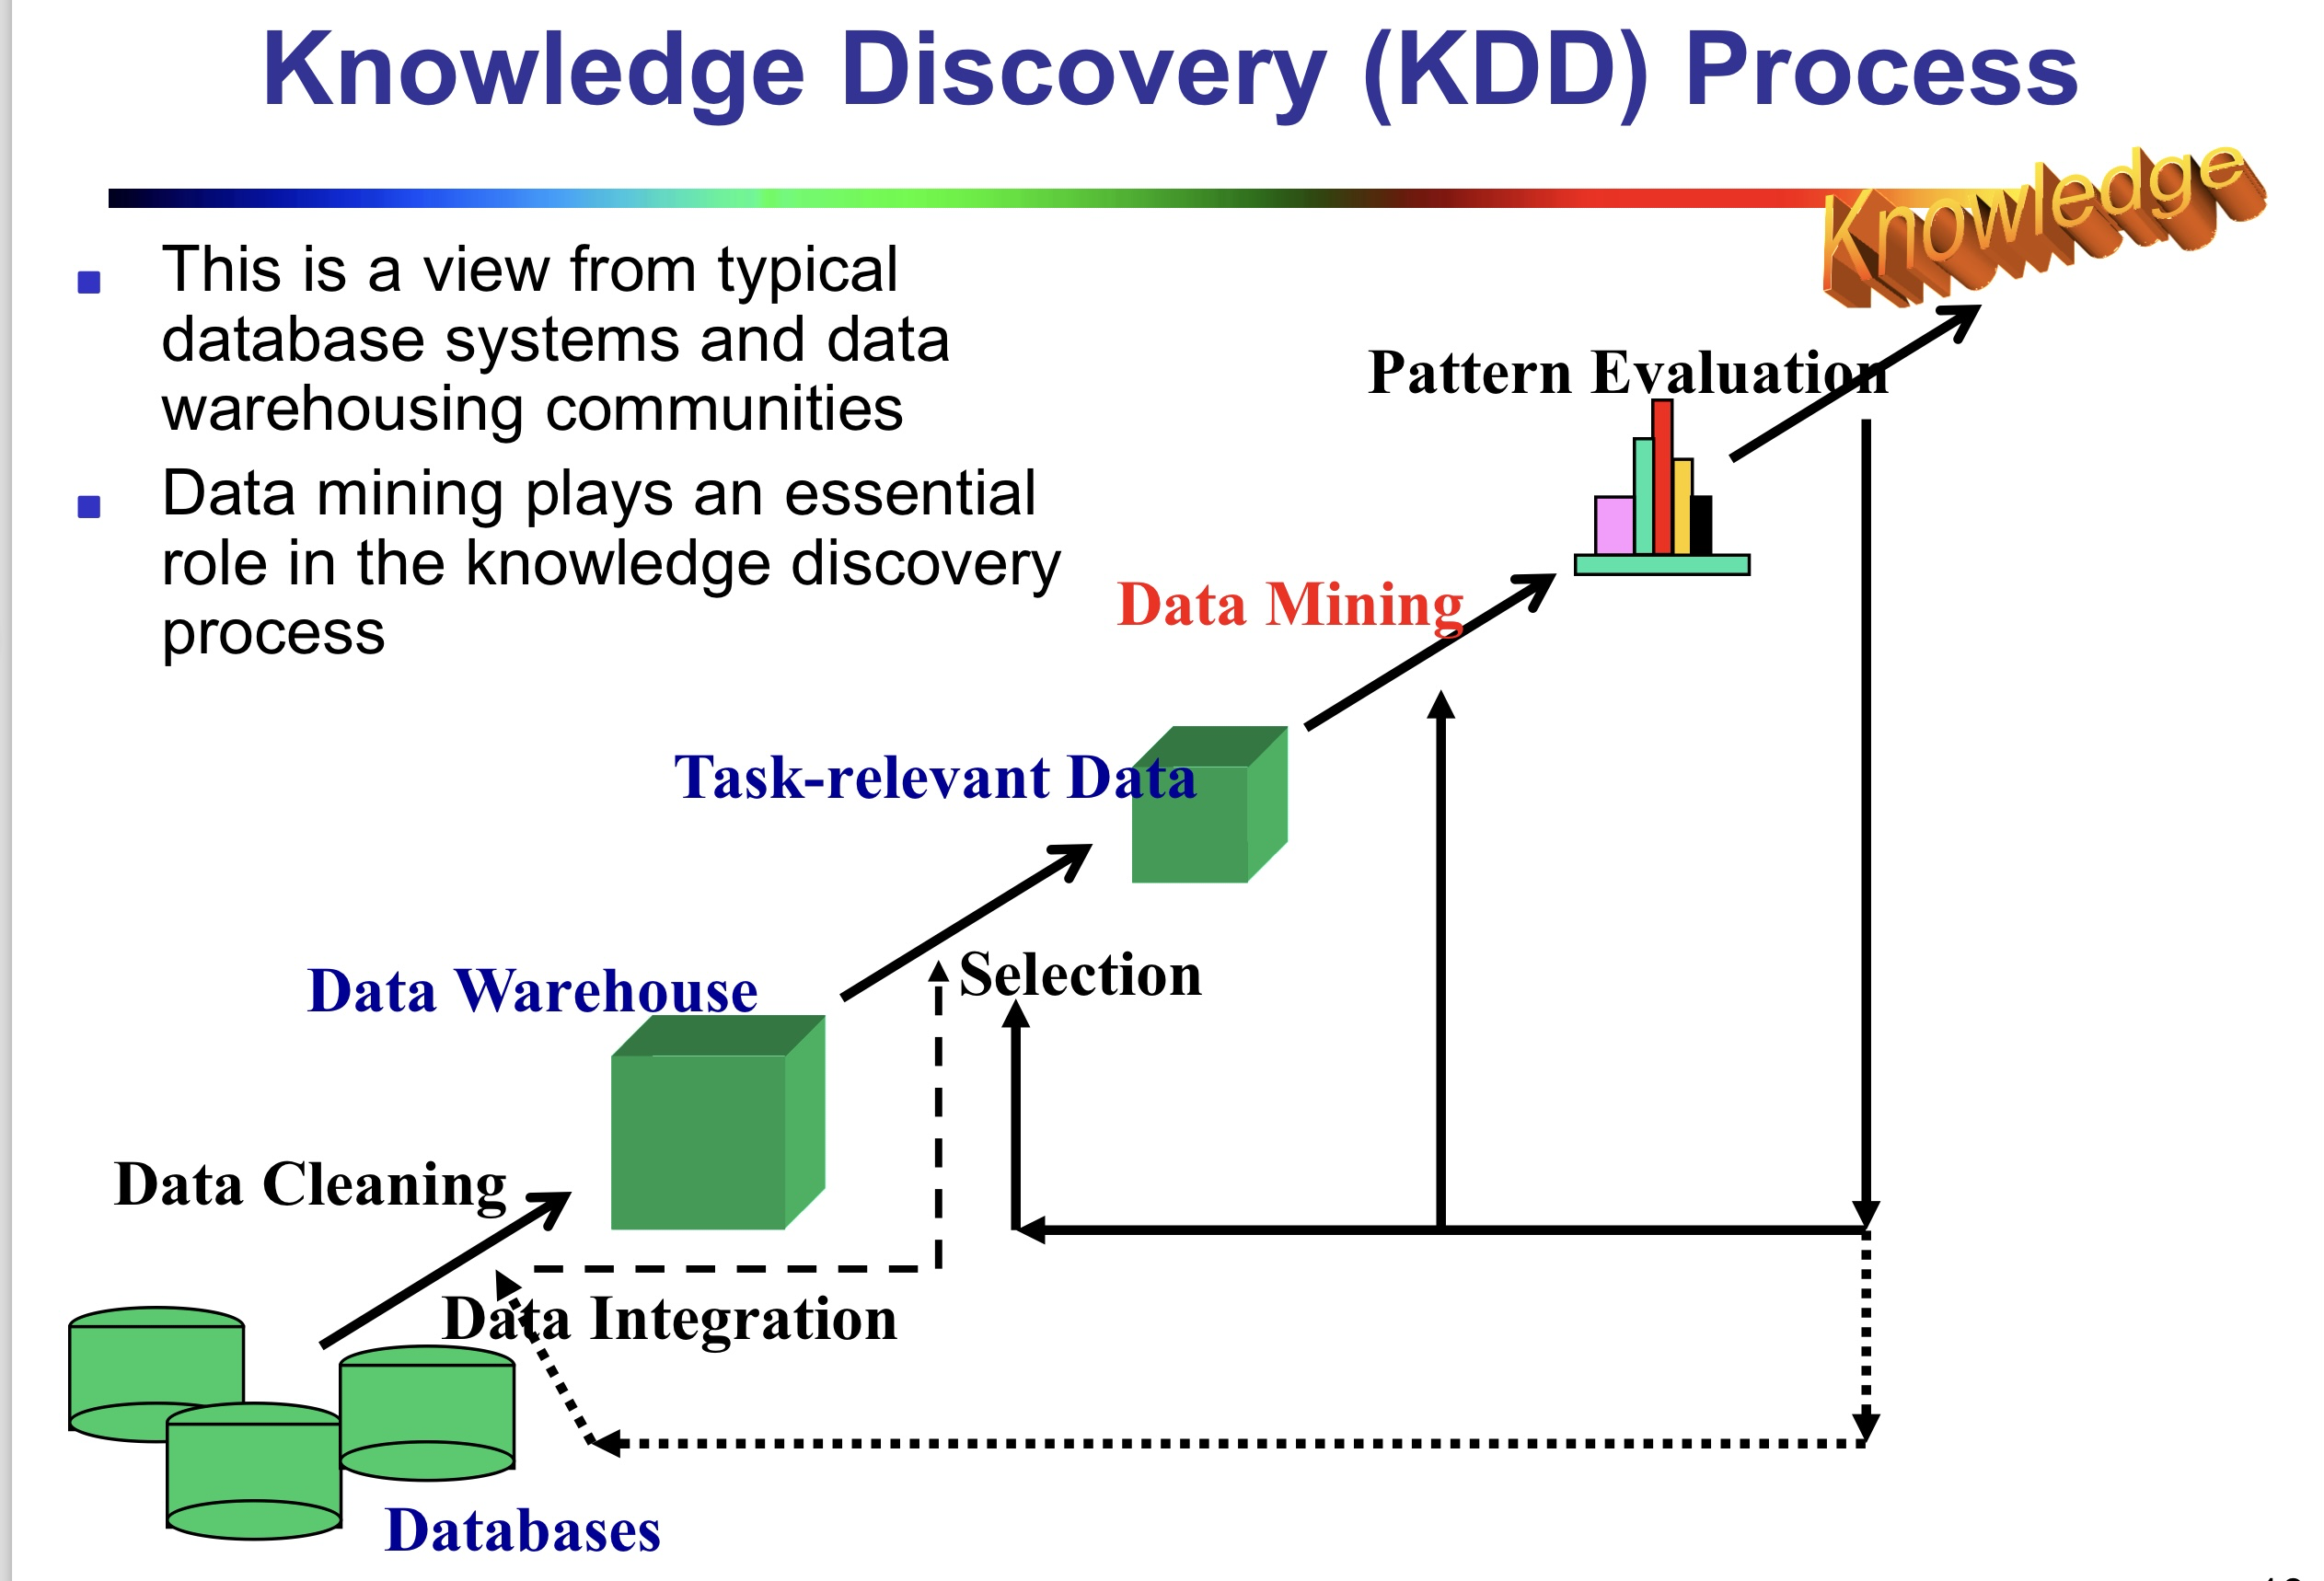 Knowledge Discovery (KDD) Process
Knowledge
This is a view from typical
database systems and data
warehousing communities
Data mining plays an essential
role in the knowledge discovery
process
Pattern Evaluation
Data Mining
Task-relevant Data
Selection
Data Warehouse
Data Cleaning
Data Integration
Databases